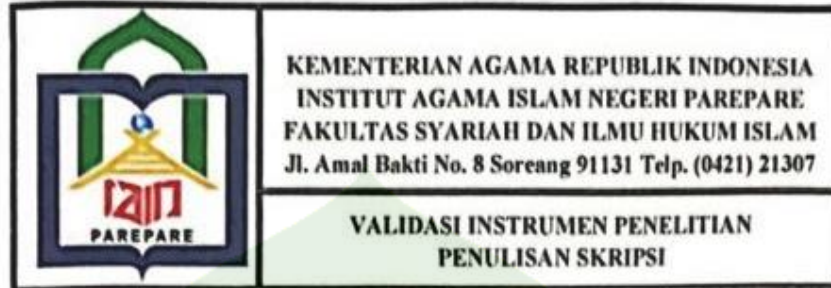 iain
PAREPARE
KEMENTERIAN AGAMA REPUBLIK INDONESIA
INSTITUT AGAMA ISLAM NEGERI PAREPARE
FAKULTAS SYARIAH DAN ILMU HUKUM ISLAM
Jl. Amal Bakti No. 8 Soreang 91131 Telp. (0421) 21307
VALIDASI INSTRUMEN PENELITIAN
PENULISAN SKRIPSI